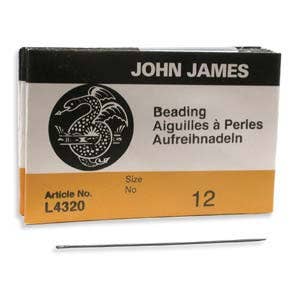 JOHN JAMES
Beading
Aiguilles à Perles
Aufreihnadeln
Article No.
L4320
Size
No
12